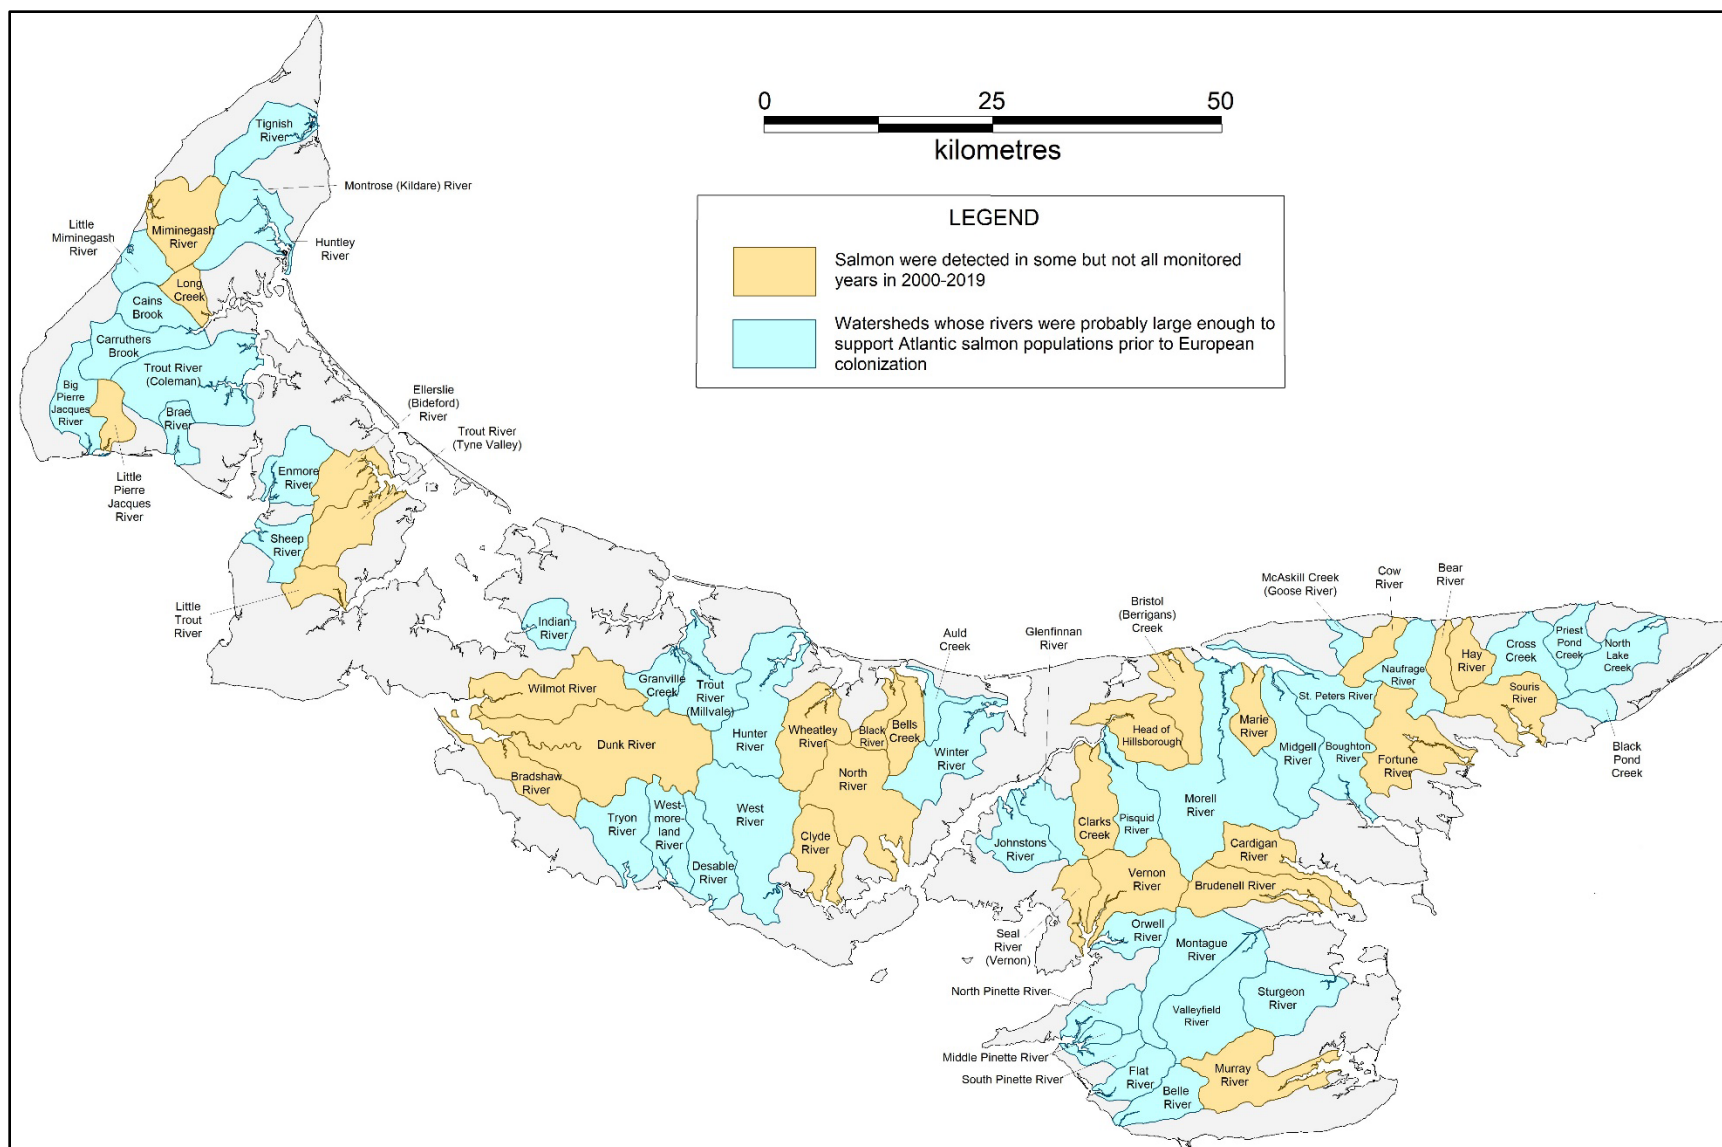 0 25 50
kilometres
LEGEND
Salmon were detected in some but not all monitored
years in 2000-2019
Watersheds whose rivers were probably large enough to
support Atlantic salmon populations prior to European
colonization
Tignish
River
Montrose (Kildare) River
Little
Miminegash
River
Miminegash
River
Huntley
River
Long
Creek
Cains
Brook
Carruthers
Brook
Trout River
(Coleman)
Big
Pierre
Jacques
River
Brae
River
Little
Pierre
Jacques
River
Ellerslie
(Bideford)
River
Trout River
(Tyne Valley)
Enmore
River
Sheep
River
Little
Trout
River
Indian
River
Wilmot River
Granville
Creek
Trout
River
(Millvale)
Dunk River
Hunter
River
Wheatley
River
Black
River
Bells
Creek
Auld
Creek
Winter
River
Bradshaw
River
North
River
Tryon
River
West-
more-
land
River
Desable
River
West
River
Clyde
River
Glenfinnan
River
Bristol
(Berrigans)
Creek
McAskill Creek
(Goose River)
Cow
River
Bear
River
Hay
River
Cross
Creek
Priest
Pond
Creek
North
Lake
Creek
Naufrage
River
Souris
River
Black
Pond
Creek
St. Peters River
Marie
River
Head of
Hillsborough
Midgell
River
Boughton
River
Fortune
River
Morell
River
Clarks
Creek
Pisquid
River
Johnstons
River
Cardigan
River
Vernon
River
Brudenell River
Seal
River
(Vernon)
Orwell
River
Montague
River
North Pinette River
Sturgeon
River
Valleyfield
River
Middle Pinette River
South Pinette River
Flat
River
Belle
River
Murray
River